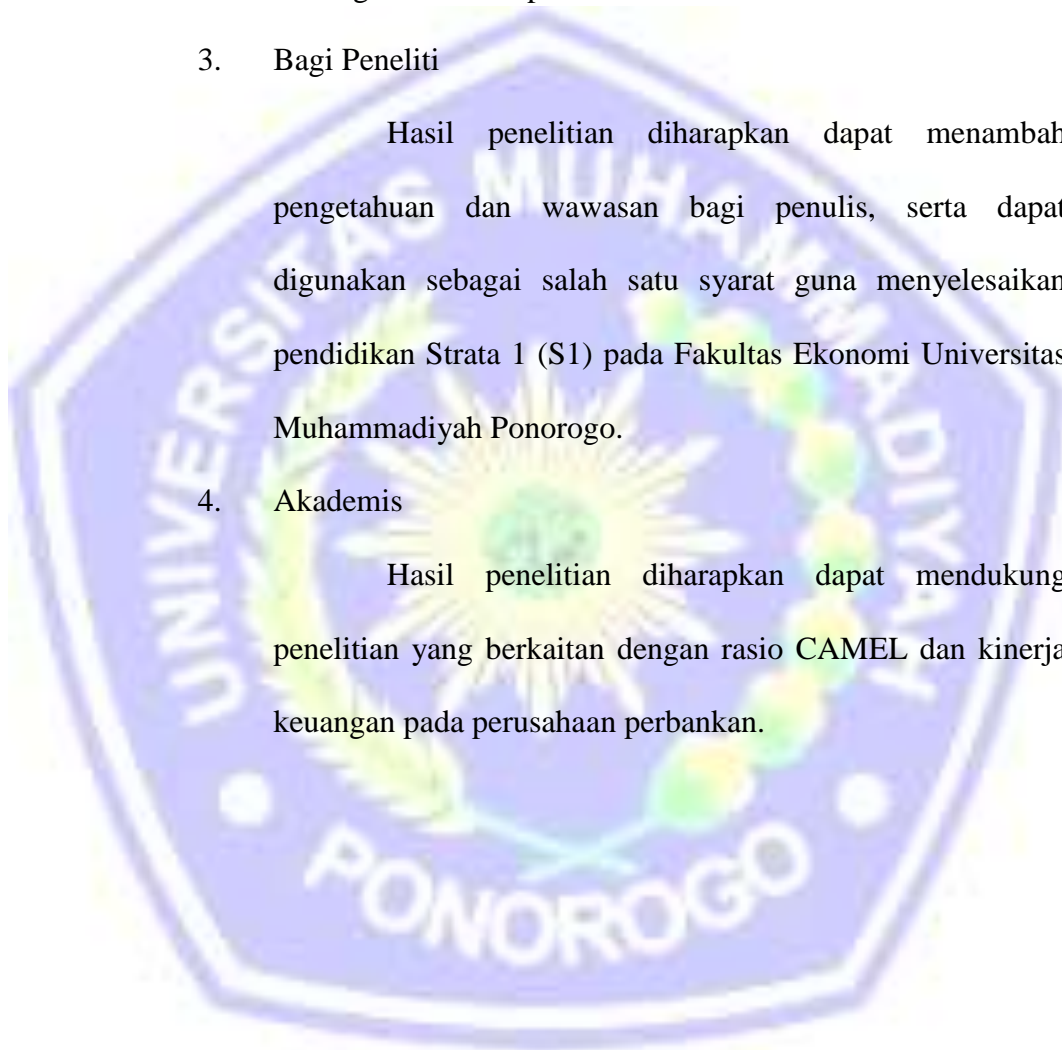 3. Bagi Peneliti
Hasil penelitian diharapkan dapat menambah
pengetahuan dan wawasan bagi penulis, serta dapat
digunakan sebagai salah satu syarat guna menyelesaikan
pendidikan Strata 1 (S1) pada Fakultas Ekonomi Universitas
Muhammadiyah Ponorogo.
4. Akademis
Hasil penelitian diharapkan dapat mendukung
penelitian yang berkaitan dengan rasio CAMEL dan kinerja
keuangan pada perusahaan perbankan.
UNIVERSITAS MUHAMMADIYAH
PONOROGO